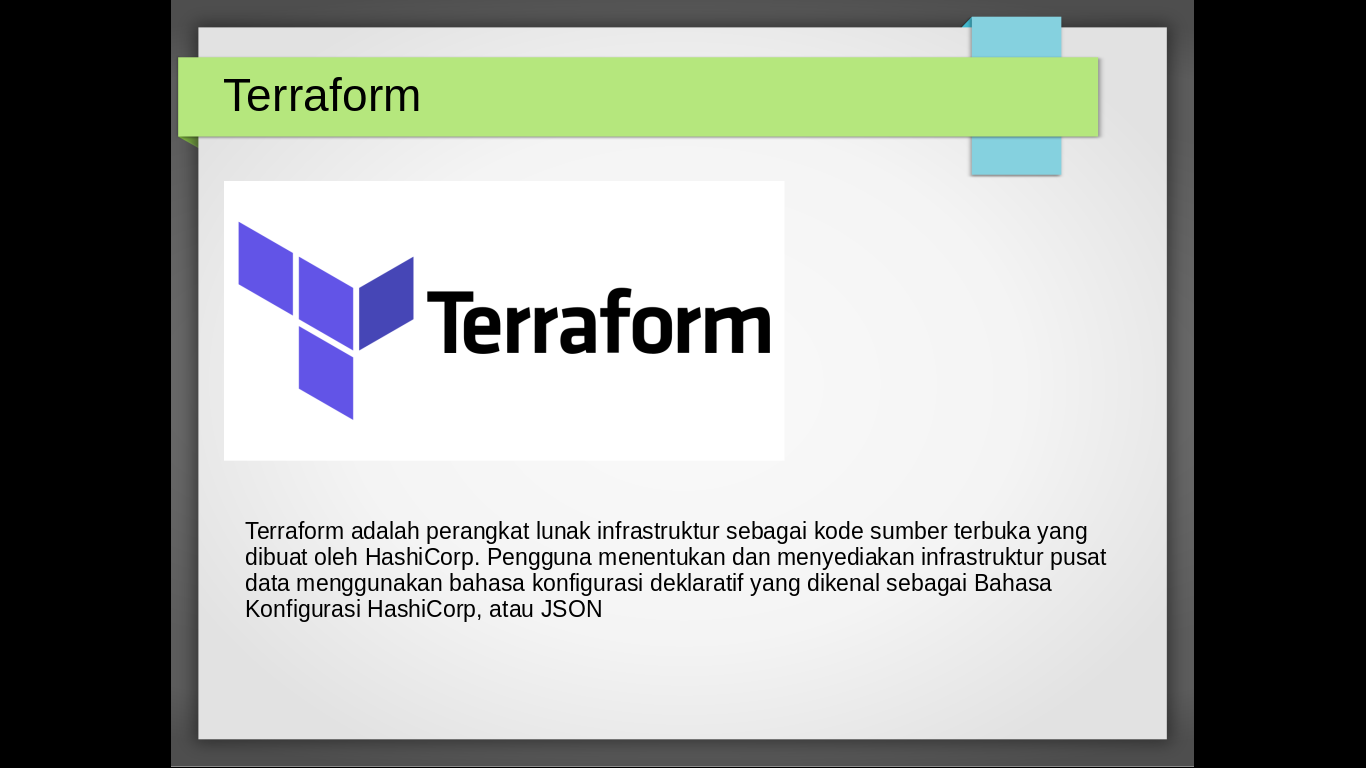 Terraform
Terraform
Terraform adalah perangkat lunak infrastruktur sebagai kode sumber terbuka yang
dibuat oleh HashiCorp. Pengguna menentukan dan menyediakan infrastruktur pusat
data menggunakan bahasa konfigurasi deklaratif yang dikenal sebagai Bahasa
Konfigurasi HashiCorp, atau JSON